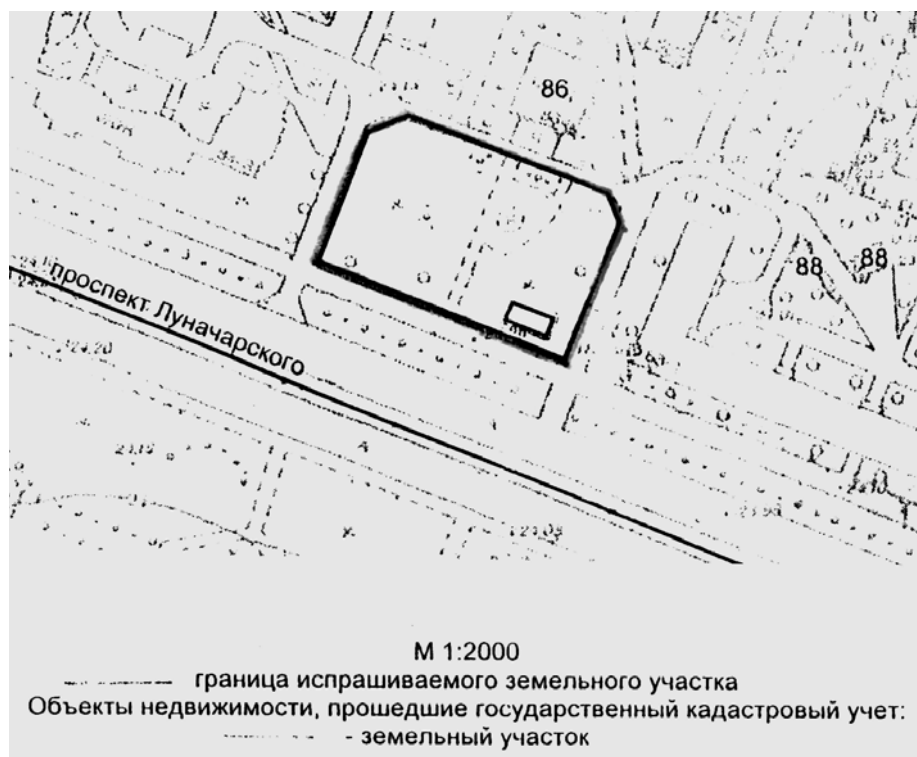 86
88
88
проспект Луначарского
М 1:2000
граница испрашиваемого земельного участка
Объекты недвижимости, прошедшие государственный кадастровый учет:
- земельный участок